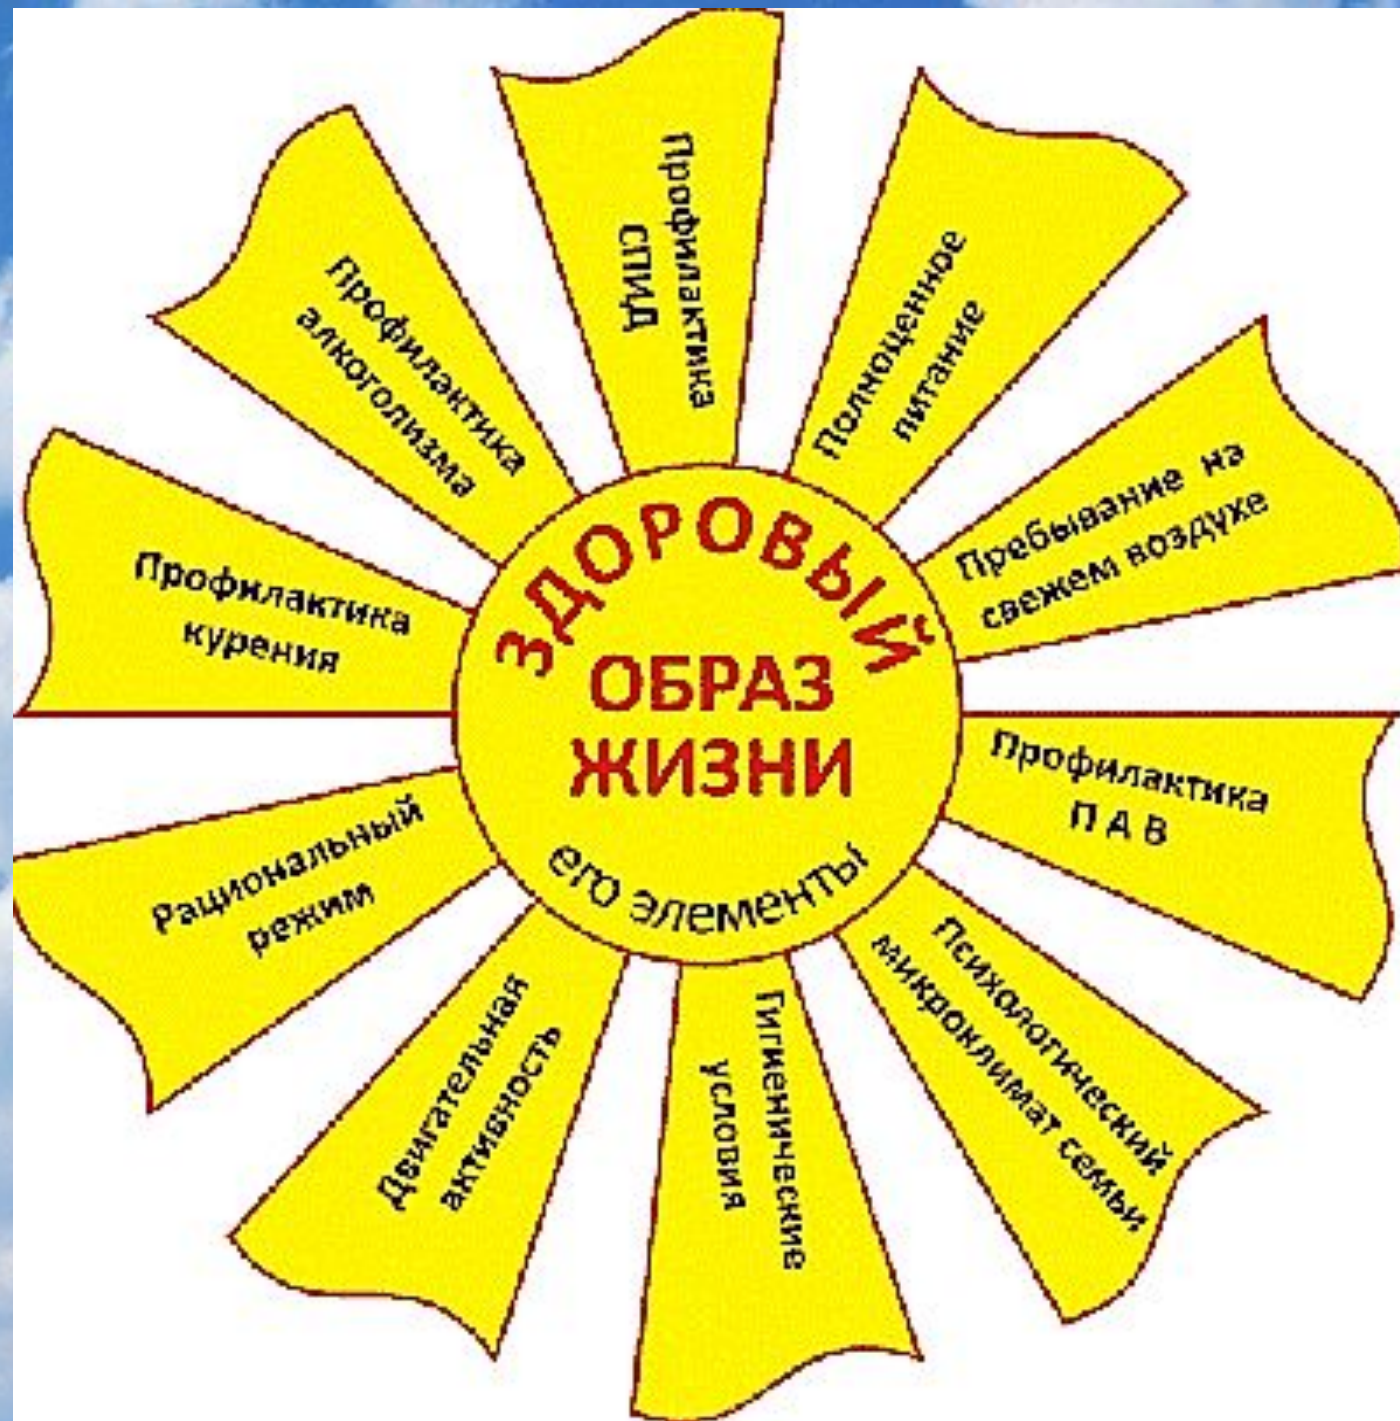 ЗДОРОВЫЙ
ОБРАЗ
ЖИЗНИ
его элементы
Профилактика
СПИД
Полноценное
питание
Пребывание на
свежем воздухе
Профилактика
П А В
Психологический
микроклимат семьи
Гигиенические
условия
Двигательная
активность
Рациональный
режим
Профилактика
курения
Профилактика
алкоголизма